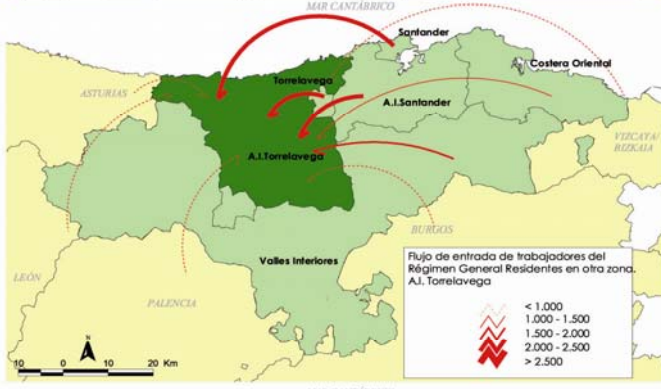 MAR CANTÁBRICO
Santander
Costera Oriental
Torrelavega
ASTURIAS
A.I.Santander
VIZCAYA/
BIZKAIA
A.I.Torrelavega
BURGOS
Valles Interiores
LEÓN
PALENCIA
Flujo de entrada de trabajadores del
Régimen General Residentes en otra zona.
A.I. Torrelavega
< 1.000
1.000 - 1.500
1.500 - 2.000
2.000 - 2.500
> 2.500
N
10 0 10 20 Km